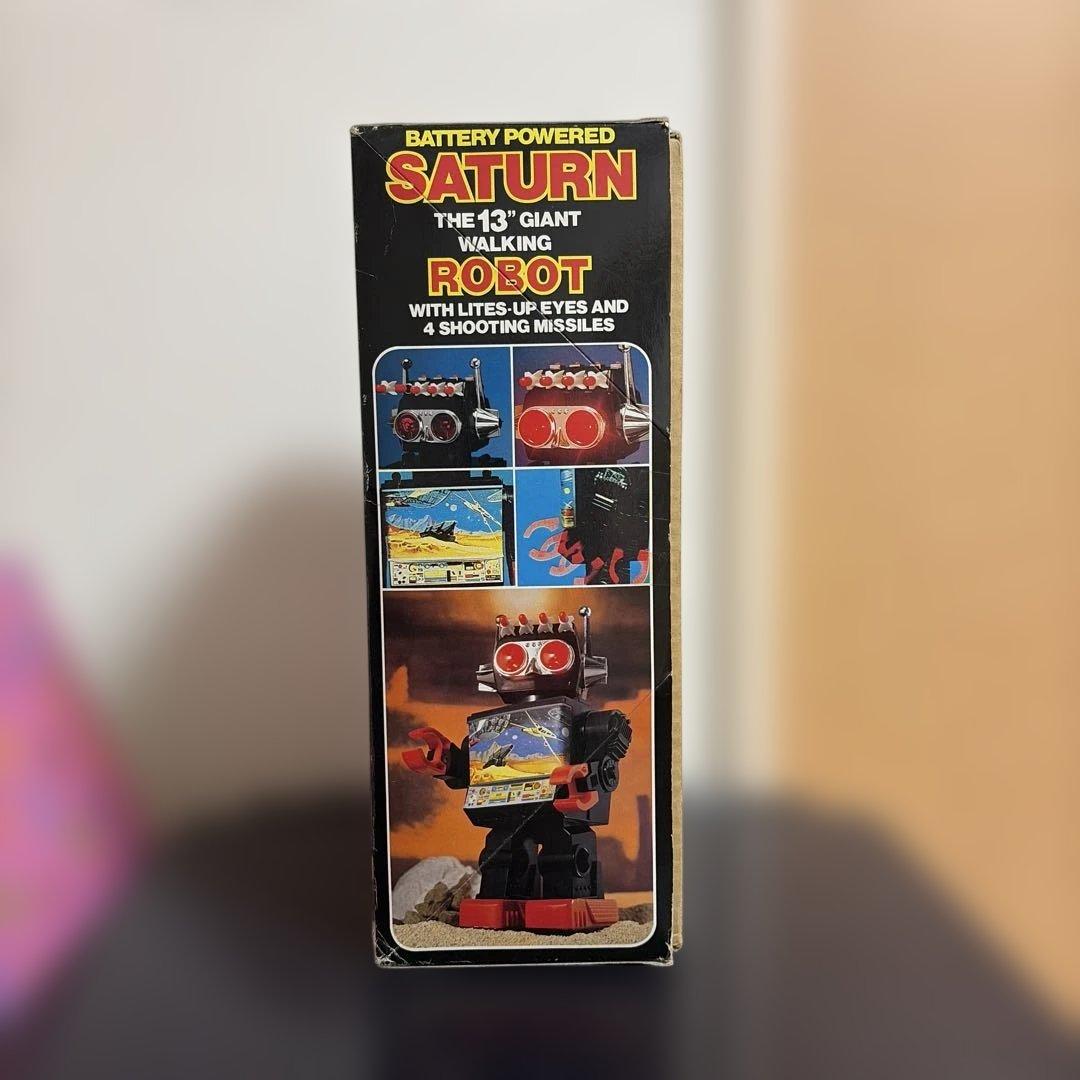 BATTERY POWERED
SATURN
THE 13” GIANT
WALKING
ROBOT
WITH LITES-UP EYES AND
4 SHOOTING MISSILES